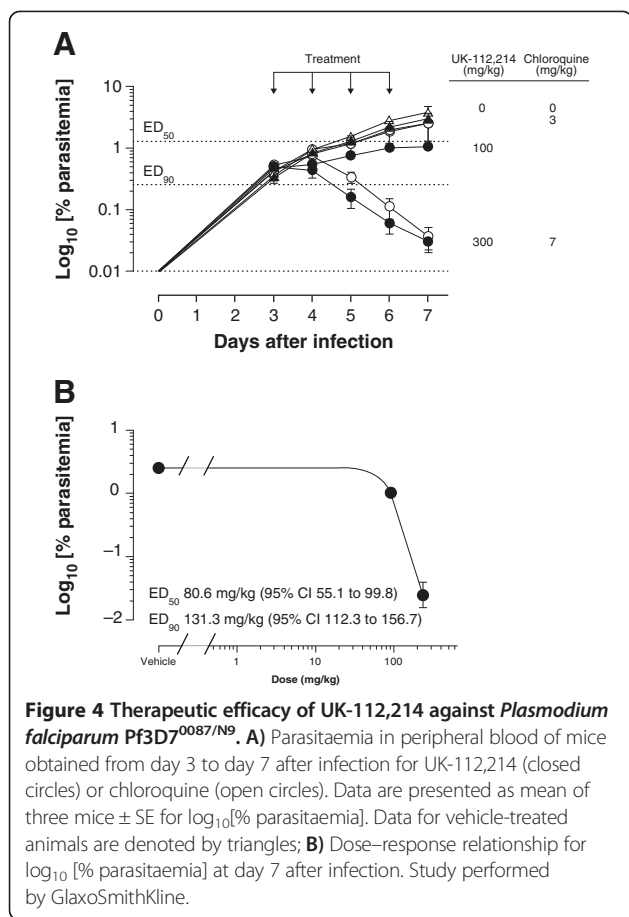 A
Treatment
UK-112,214 (mg/kg)
Chloroquine (mg/kg)
Log10 [% parasitemia]
10
1
0.1
0.01
ED50
ED90
0 0
3
100
300 7
0 1 2 3 4 5 6 7
Days after infection
B
Log10 [% parasitemia]
1
0
−1
−2
ED50 80.6 mg/kg (95% CI 55.1 to 99.8)
ED90 131.3 mg/kg (95% CI 112.3 to 156.7)
Vehicle 1 10 100
Dose (mg/kg)
Figure 4 Therapeutic efficacy of UK-112,214 against Plasmodium
falciparum Pf3D7^0087/N9. A) Parasitaemia in peripheral blood of mice
obtained from day 3 to day 7 after infection for UK-112,214 (closed
circles) or chloroquine (open circles). Data are presented as mean of
three mice ± SE for log10[% parasitaemia]. Data for vehicle-treated
animals are denoted by triangles; B) Dose–response relationship for
log10 [% parasitaemia] at day 7 after infection. Study performed
by GlaxoSmithKline.